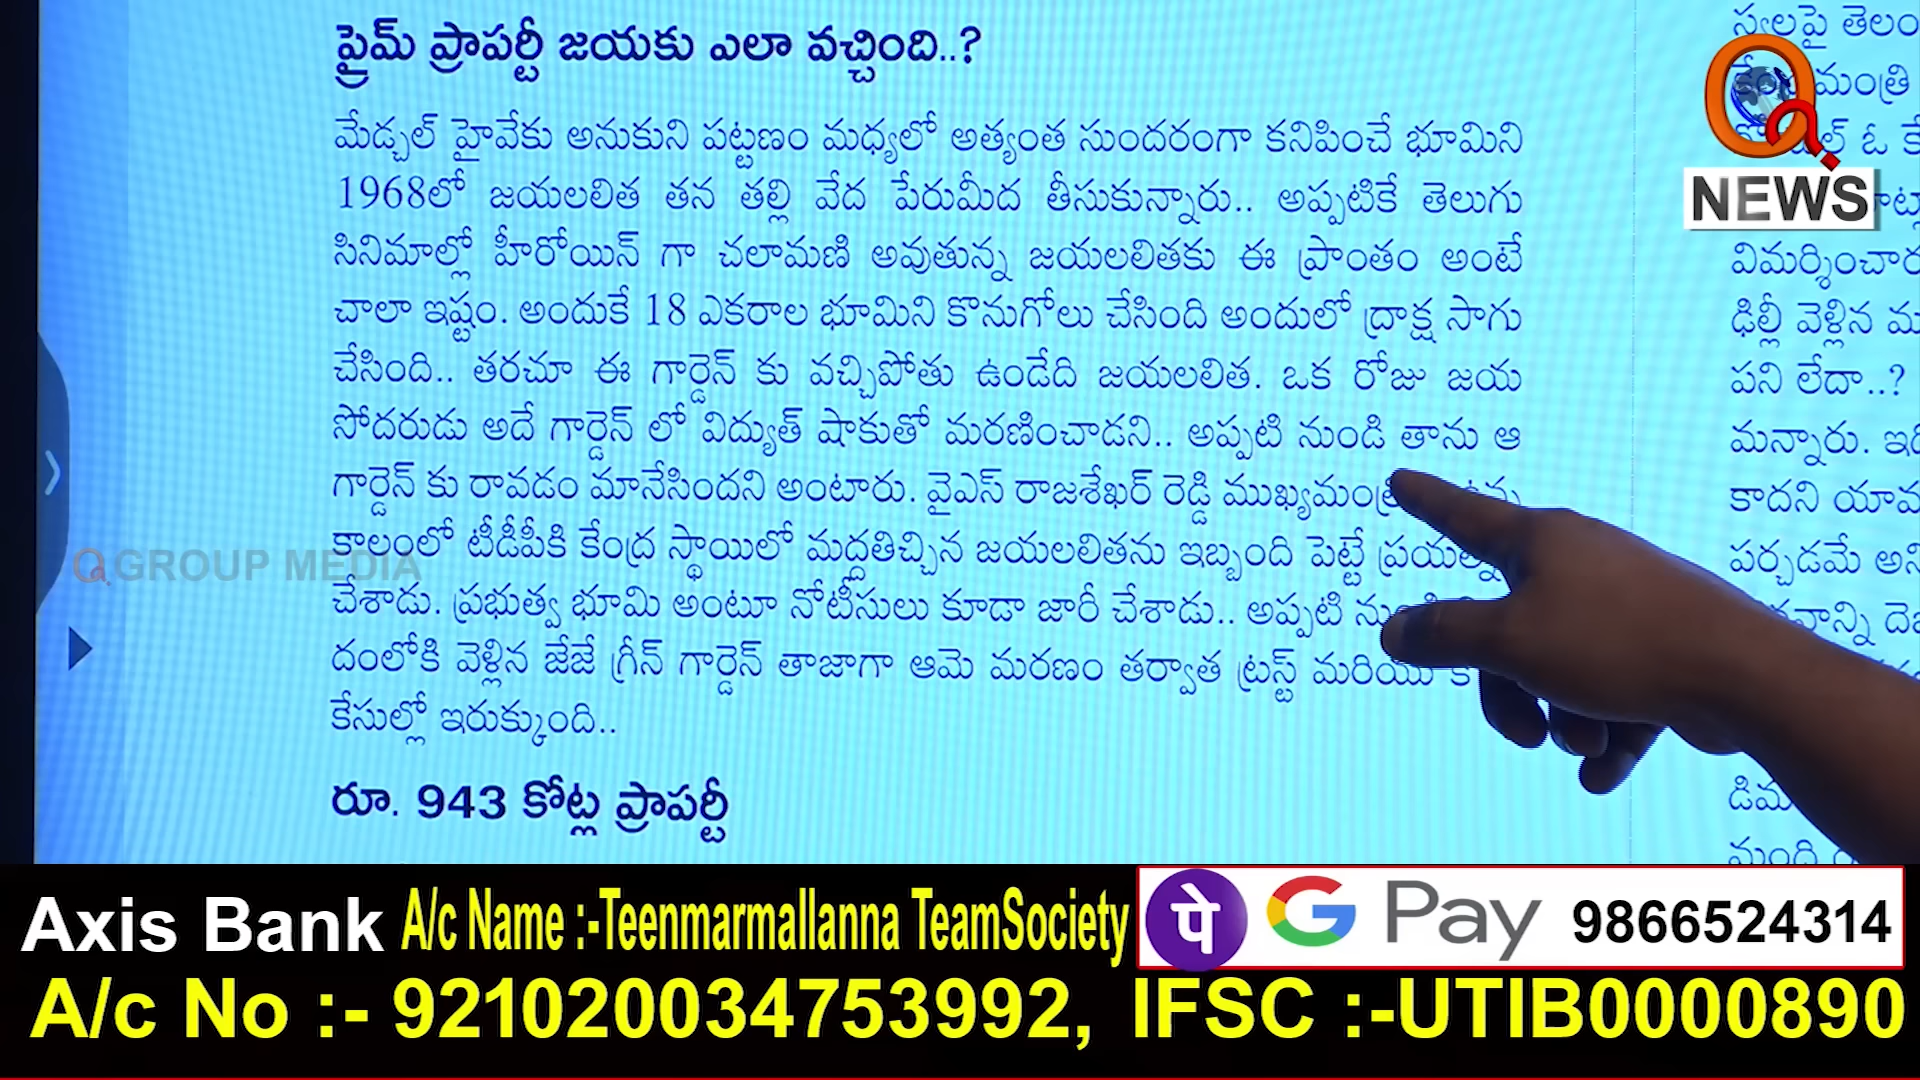 ప్రైమ్ ప్రాపర్టీ జయకు ఎలా వచ్చింది..?
మేడ్చల్ హైవేకు అనుకుని పట్టణం మధ్యలో అత్యంత సుందరంగా కనిపించే భూమిని
1968లో జయలలిత తన తల్లి వేద పేరుమీద తీసుకున్నారు.. అప్పటికే తెలుగు
సినిమాల్లో హీరోయిన్ గా చలామణి అవుతున్న జయలలితకు ఈ ప్రాంతం అంటే
చాలా ఇష్టం. అందుకే 18 ఎకరాల భూమిని కొనుగోలు చేసింది అందులో ద్రాక్ష సాగు
చేసింది.. తరచూ ఈ గార్డెన్ కు వచ్చిపోతు ఉండేది జయలలిత. ఒక రోజు జయ
సోదరుడు అదే గార్డెన్ లో విద్యుత్ షాకుతో మరణించాడని.. అప్పటి నుండి తాను ఆ
గార్డెన్ కు రావడం మానేసిందని అంటారు. వైఎస్ రాజశేఖర్ రెడ్డి
కాలంలో టీడీపీకి కేంద్ర స్థాయిలో మద్దతిచ్చిన జయలలితను ఇబ్బంది పెట్టే
చేశాడు. ప్రభుత్వ భూమి అంటూ నోటీసులు కూడా జారీ చేశాడు.. అప్పటి
దంలోకి వెళ్లిన జేజే గ్రీన్ గార్డెన్ తాజాగా ఆమె మరణం తర్వాత ట్రస్ట్ మరియు
కేసుల్లో ఇరుక్కుంది..
రూ. 943 కోట్ల ప్రాపర్టీ
తెలం
మంత్రి
ఓ
ఢిల్లీ వెళ్లిన
పని లేదా..?
మన్నారు.
కాదని
పర్చడమే
Q
NEWS
GROUP MEDIA
Axis Bank A/c Name :-Teenmarmallanna TeamSociety
पे G Pay 9866524314
A/c No :- 921020034753992, IFSC :-UTIB0000890